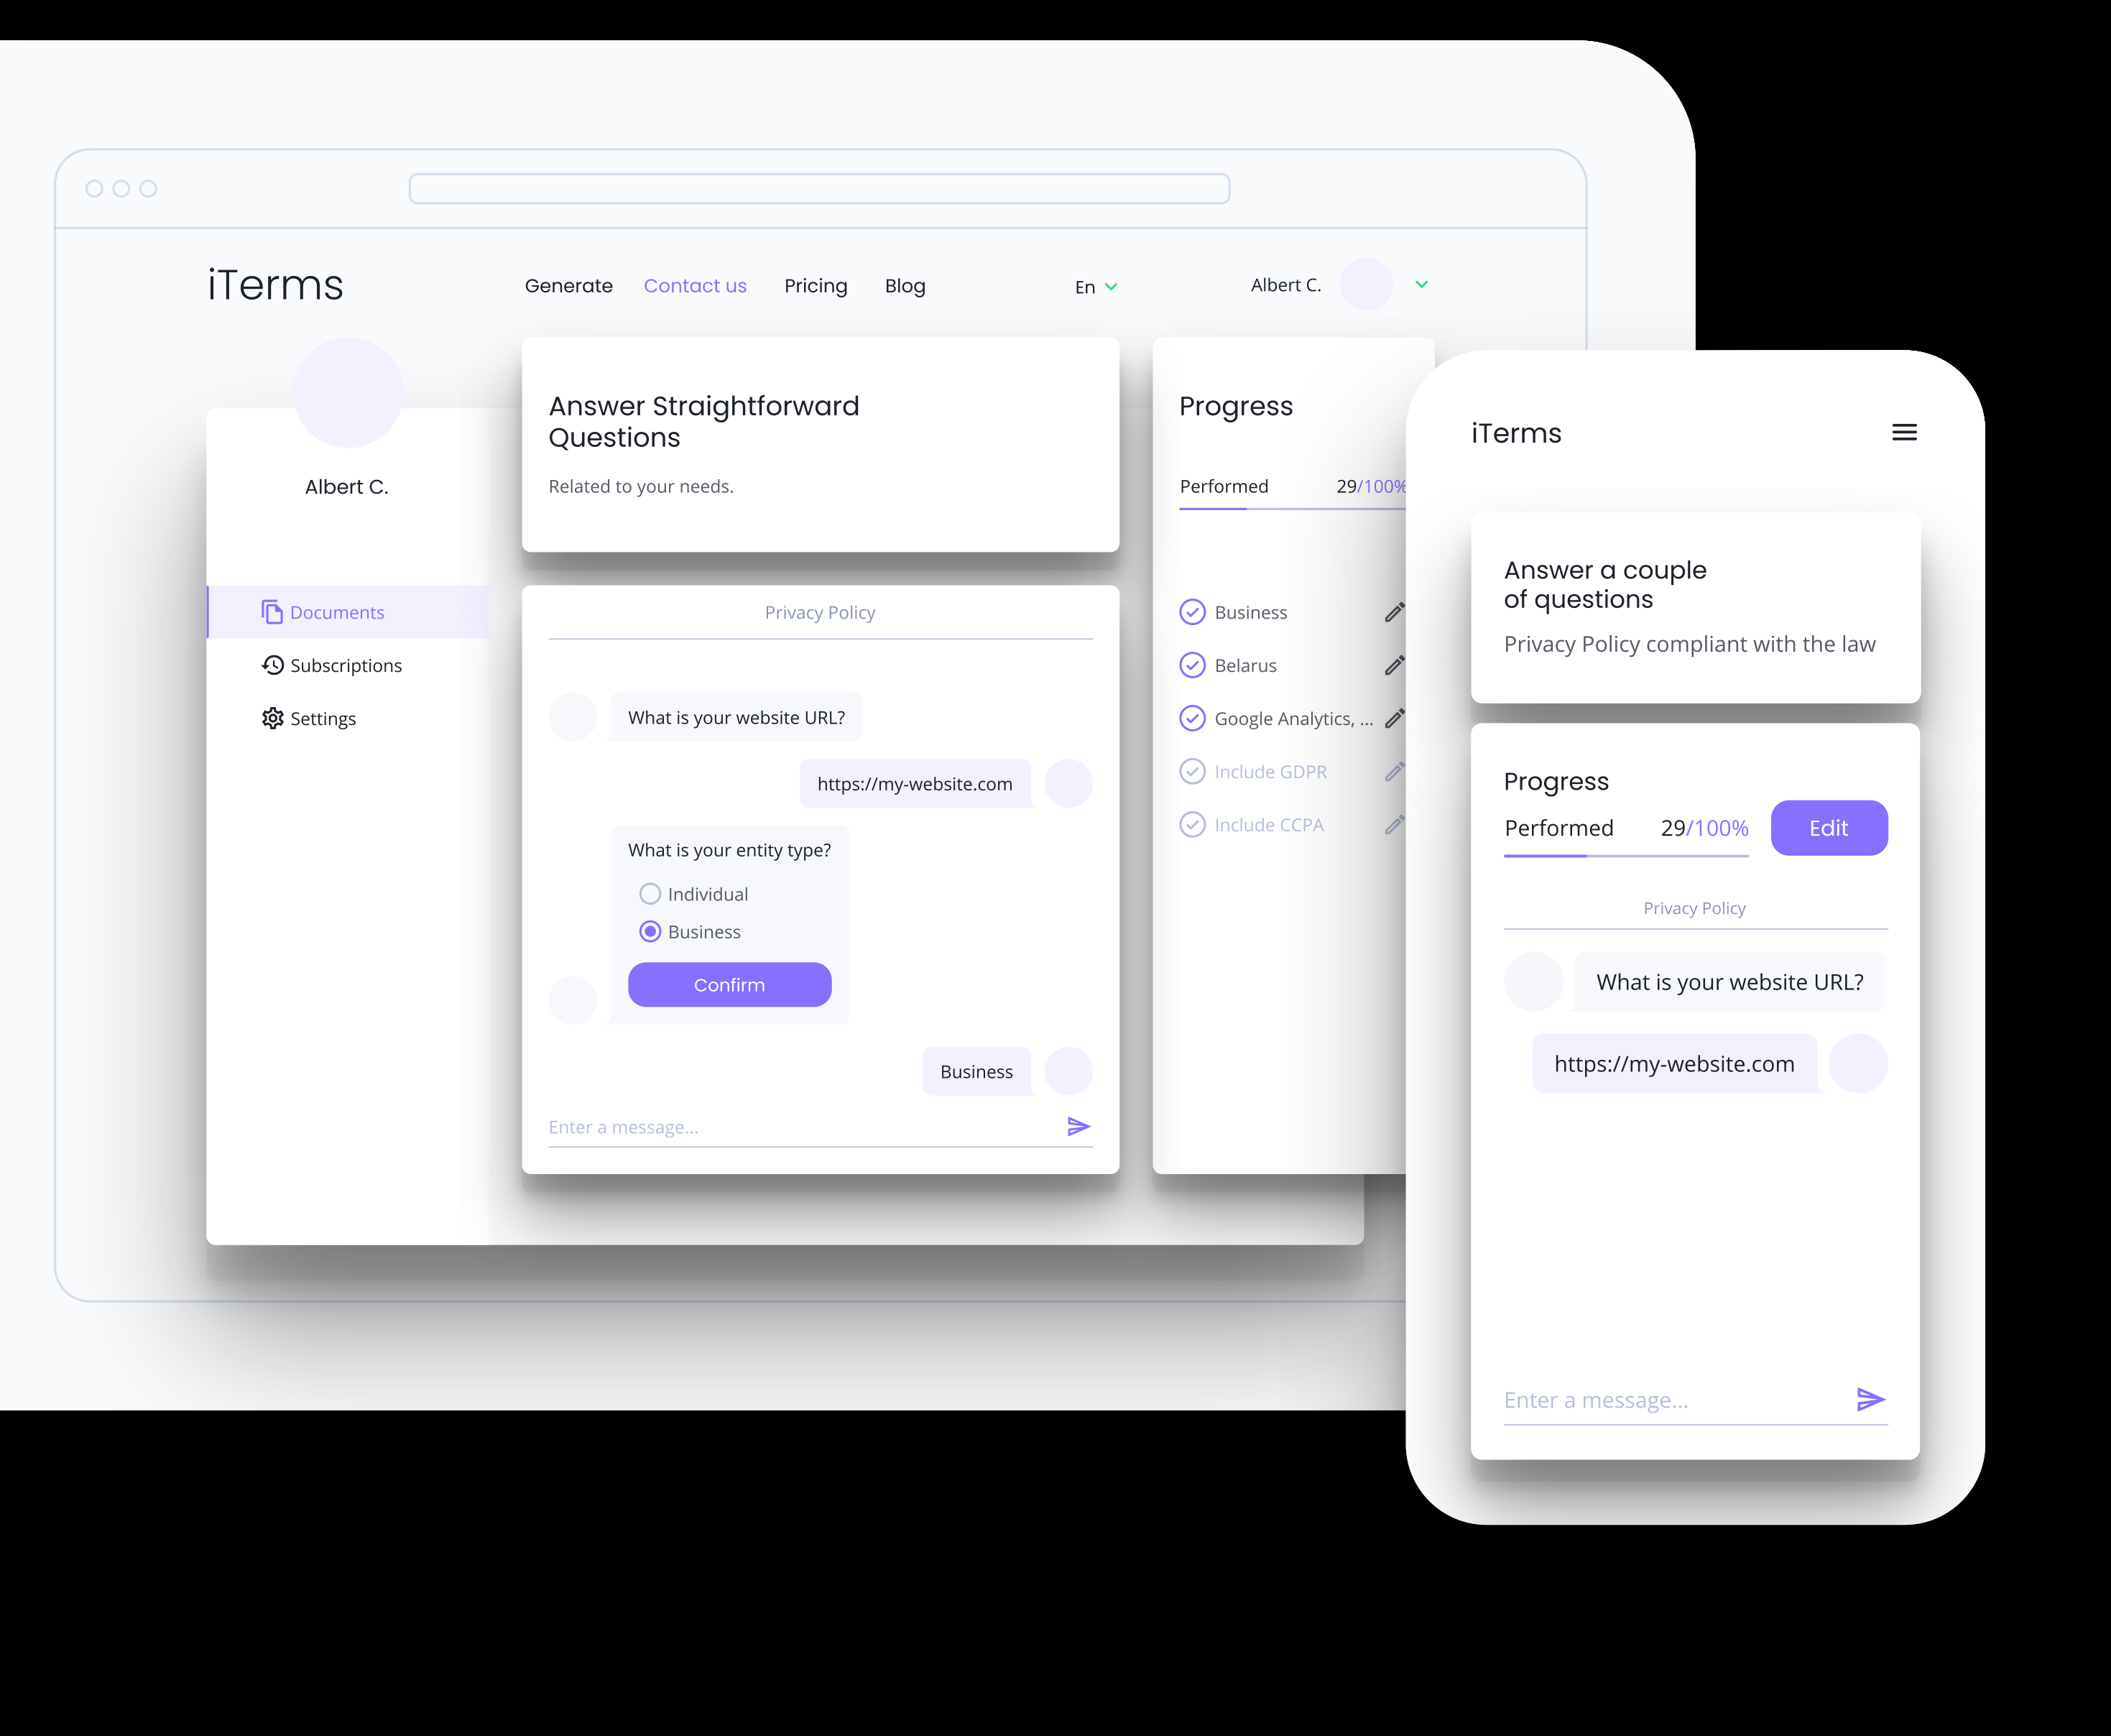 iTerms
Generate Contact us Pricing Blog En Albert C.
Albert C.
Documents
Subscriptions
Settings
Answer Straightforward
Questions
Related to your needs.
Privacy Policy
What is your website URL?
https://my-website.com
What is your entity type?
Individual
Business
Confirm
Business
Enter a message...
Progress
Performed 29/100%
Business
Belarus
Google Analytics, ...
Include GDPR
Include CCPA
iTerms
Answer a couple
of questions
Privacy Policy compliant with the law
Progress
Performed 29/100% Edit
Privacy Policy
What is your website URL?
https://my-website.com
Enter a message...